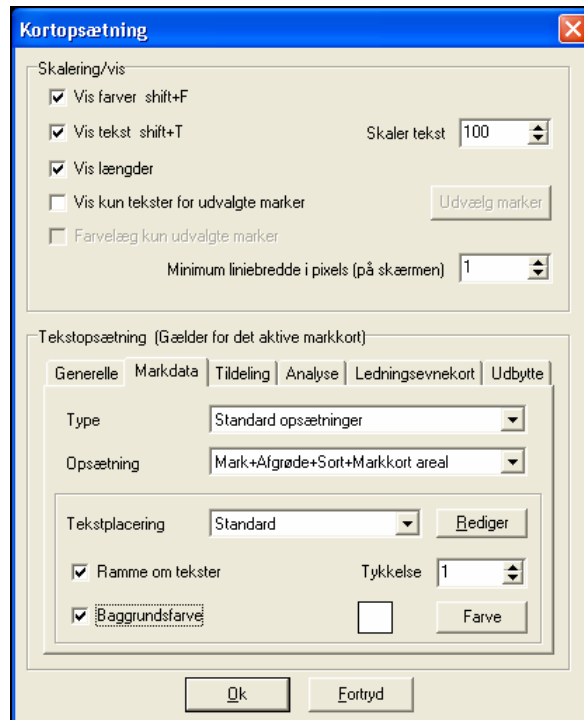 Kortopsætning
Skalering/vis
Vis farver shift+F
Vis tekst shift+T
Skaler tekst 100
Vis længder
Vis kun tekster for udvalgte marker
Udvælg marker
Farvelæg kun udvalgte marker
Minimum liniebredde i pixels (på skærmen) 1
Tekstopsætning (Gælder for det aktive markkort)
Generelle Markdata Tildeling Analyse Ledningsevnekort Udbytte
Type Standard opsætninger
Opsætning Mark+Afgrøde+Sort+Markkort areal
Tekstplacering Standard Rediger
Ramme om tekster Tykkelse 1
Baggrundsfarve Farve
Ok Fortryd